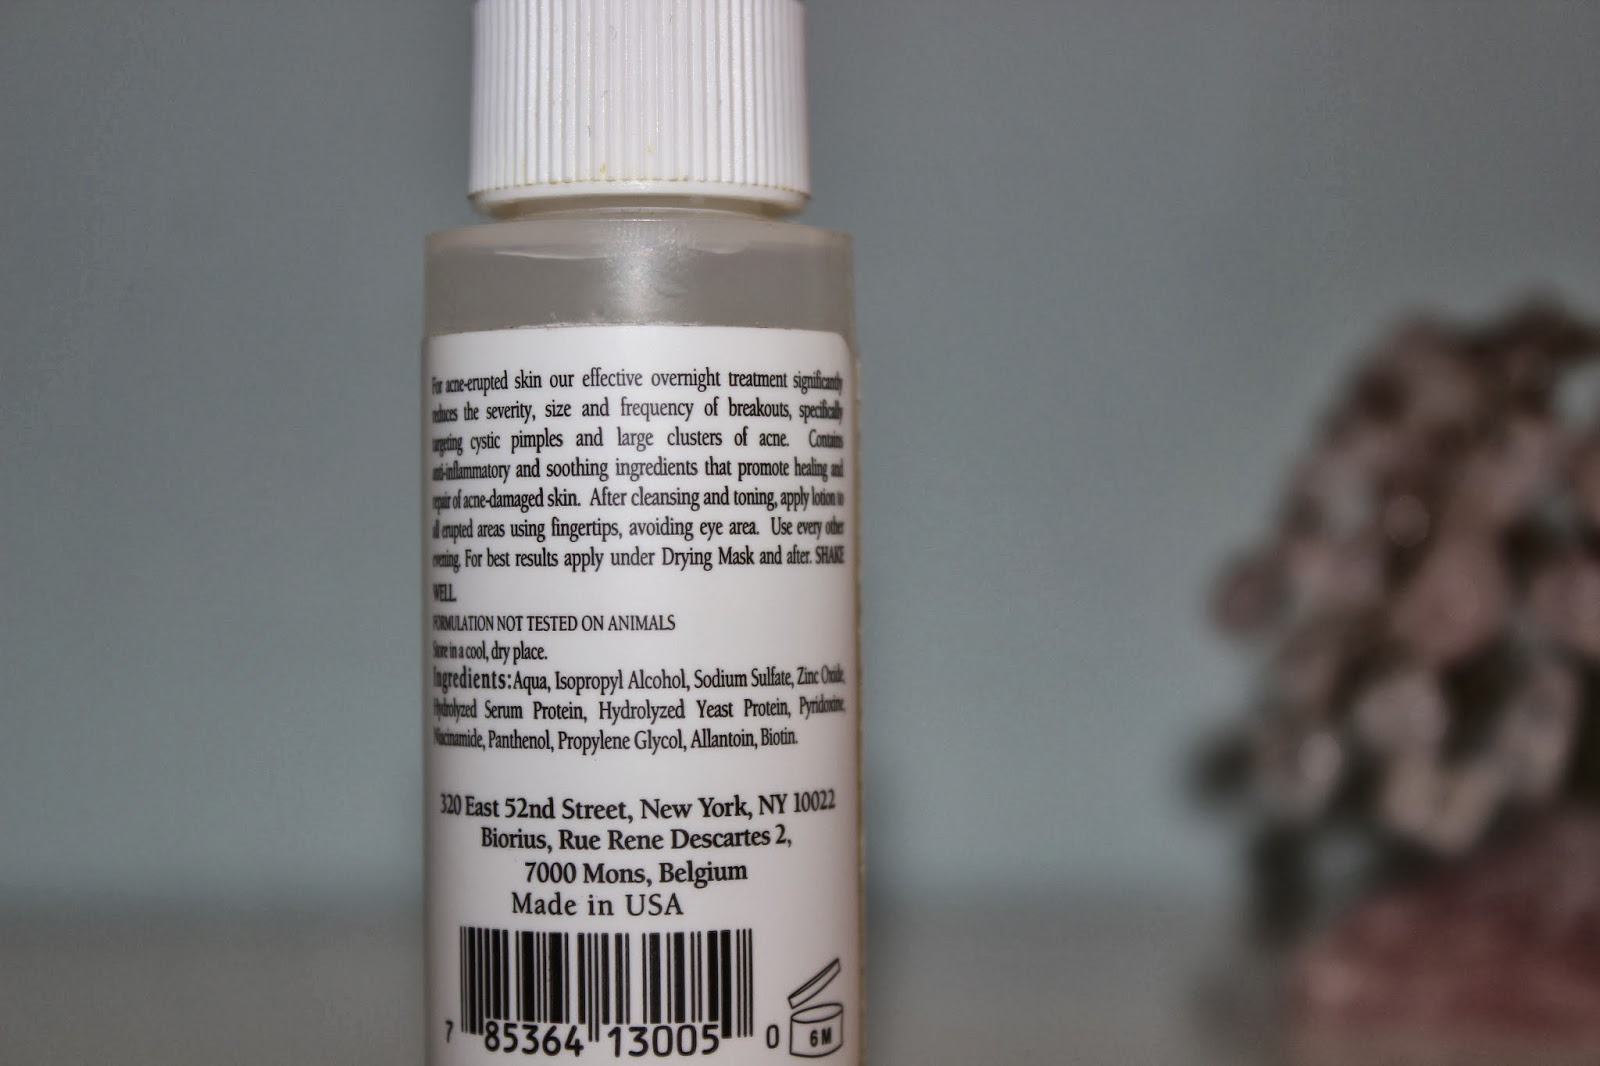 For acne-erupted skin our effective overnight treatment significantly
reduces the severity, size and frequency of breakouts, specifically
targeting cystic pimples and large clusters of acne. Contains
anti-inflammatory and soothing ingredients that promote healing and
repair of acne-damaged skin. After cleansing and toning, apply lotion to
all erupted areas using fingertips, avoiding eye area. Use every other
evening. For best results apply under Drying Mask and after. SHAKE
WELL.
FORMULATION NOT TESTED ON ANIMALS
Store in a cool, dry place.
Ingredients: Aqua, Isopropyl Alcohol, Sodium Sulfate, Zinc Oxide,
Hydrolyzed Serum Protein, Hydrolyzed Yeast Protein, Pyridoxine,
Niacinamide, Panthenol, Propylene Glycol, Allantoin, Biotin.
320 East 52nd Street, New York, NY 10022
Biorius, Rue Rene Descartes 2,
7000 Mons, Belgium
Made in USA
7 85364 13005 0
6 M